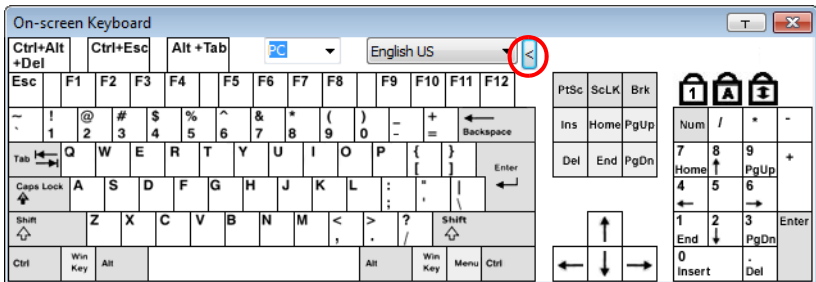 On-screen Keyboard T
Ctrl+Alt +Del Ctrl+Esc Alt +Tab PC English US <
Esc F1 F2 F3 F4 F5 F6 F7 F8 F9 F10 F11 F12 PtSc ScLK Brk 1 A
~ ` ! 1 @ 2 # 3 $ 4 % 5 ^ 6 & 7 * 8 ( 9 ) 0 _ - + = Backspace Ins Home PgUp Num / * -
Tab Q W E R T Y U I O P { [ } ] Enter Del End PgDn 7 Home 8 ↑ 9 PgUp +
Caps Lock A S D F G H J K L : ; " ' | \ 4 ← 5 6 →
Shift Z X C V B N M < , > . ? / Shift ↑ 1 End 2 ↓ 3 PgDn Enter
Ctrl Win Key Alt Alt Win Key Menu Ctrl ← ↓ → 0 Insert . Del